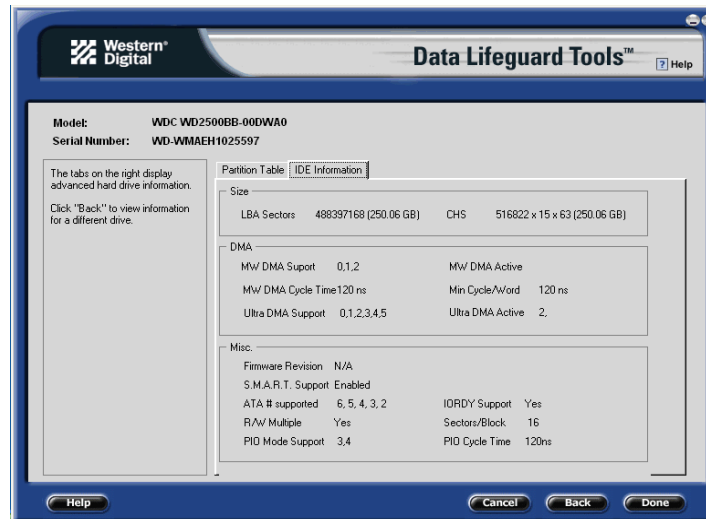 Western®
Digital
Data Lifeguard Tools™
? Help
Model: WDC WD2500BB-00DWA0
Serial Number: WD-WMAEH1025597
The tabs on the right display
advanced hard drive information.
Click "Back" to view information
for a different drive.
Partition Table IDE Information
Size
LBA Sectors 488397168 (250.06 GB) CHS 516822 x 15 x 63 (250.06 GB)
DMA
MW DMA Suport 0,1,2 MW DMA Active
MW DMA Cycle Time 120 ns Min Cycle/Word 120 ns
Ultra DMA Support 0,1,2,3,4,5 Ultra DMA Active 2,
Misc.
Firmware Revision N/A
S.M.A.R.T. Support Enabled
ATA # supported 6, 5, 4, 3, 2 IORDY Support Yes
R/W Multiple Yes Sectors/Block 16
PIO Mode Support 3,4 PIO Cycle Time 120ns
Help Cancel Back Done